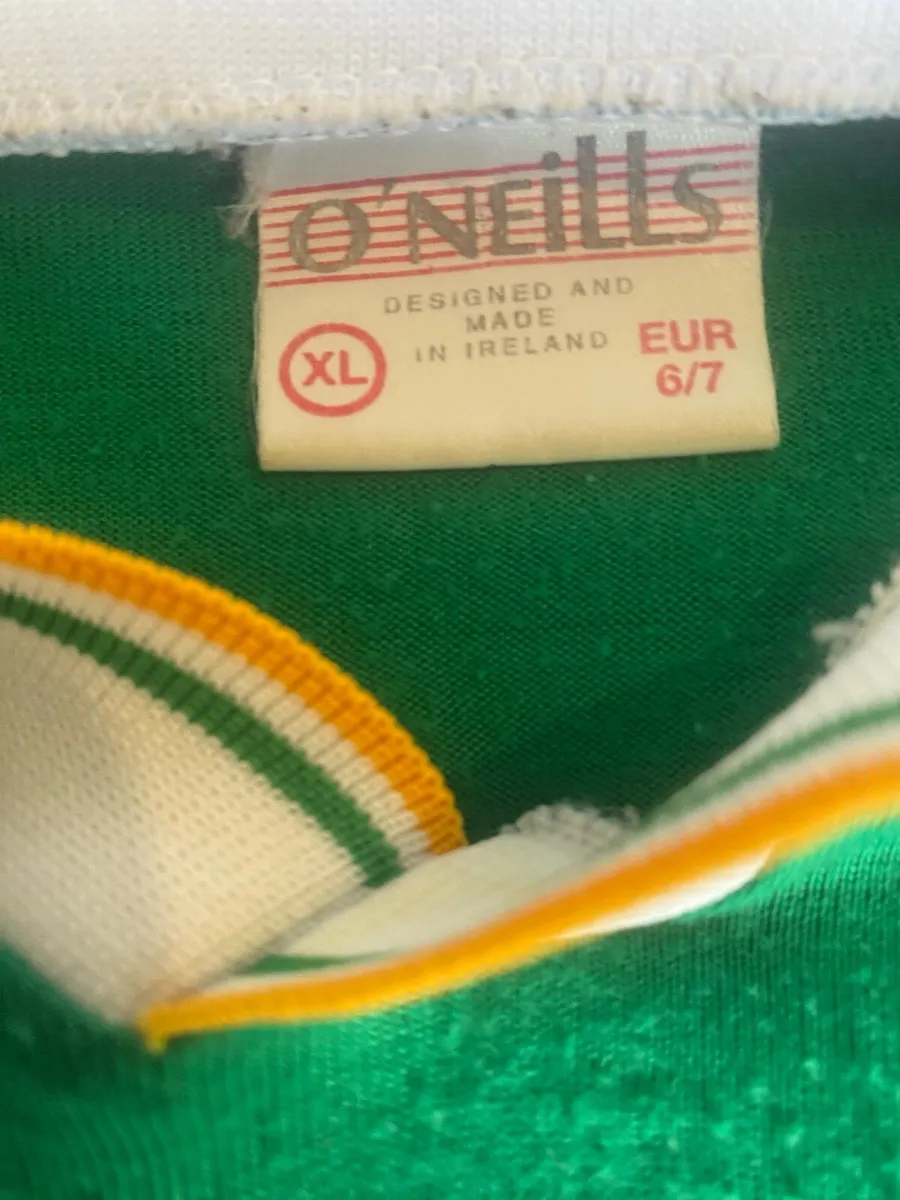 O'NEills
DESIGNED AND
MADE
IN IRELAND
XL
EUR
6/7